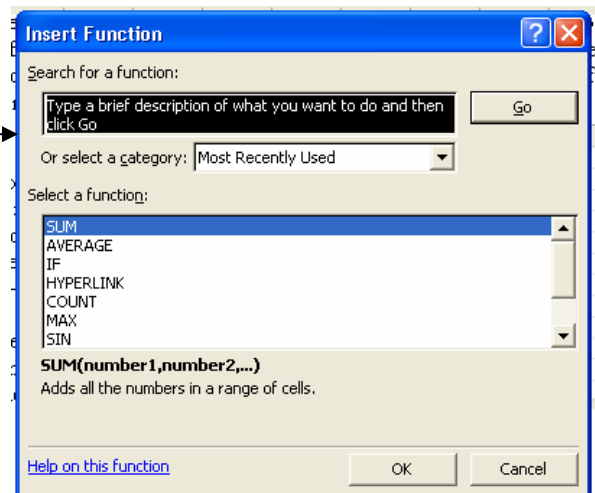 Insert Function
?
Search for a function:
Type a brief description of what you want to do and then
click Go
Go
Or select a category: Most Recently Used
Select a function:
SUM
AVERAGE
IF
HYPERLINK
COUNT
MAX
SIN
SUM(number1,number2,...)
Adds all the numbers in a range of cells.
Help on this function
OK
Cancel